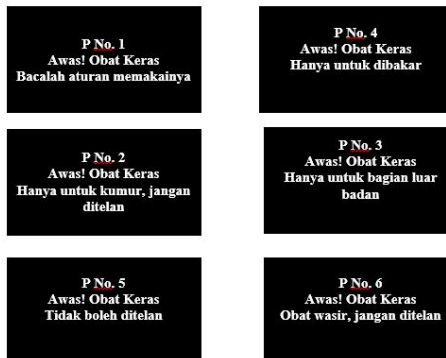 P No. 1
Awas! Obat Keras
Bacalah aturan memakainya
P No. 4
Awas! Obat Keras
Hanya untuk dibakar
P No. 2
Awas! Obat Keras
Hanya untuk kumur, jangan
ditelan
P No. 3
Awas! Obat Keras
Hanya untuk bagian luar
badan
P No. 5
Awas! Obat Keras
Tidak boleh ditelan
P No. 6
Awas! Obat Keras
Obat wasir, jangan ditelan